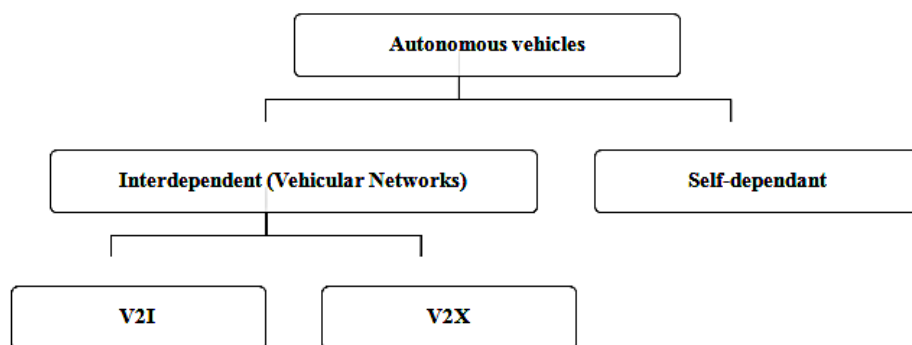 Autonomous vehicles
Interdependent (Vehicular Networks)
Self-dependant
V2I
V2X